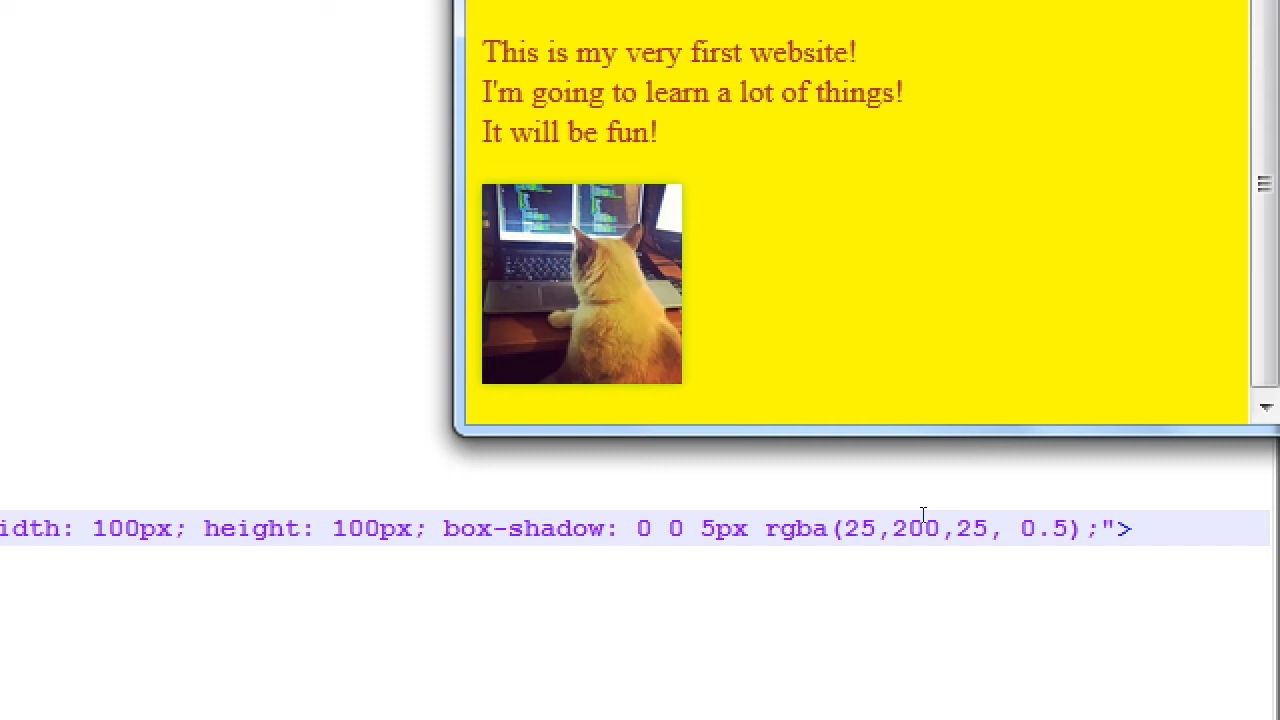 This is my very first website!
I'm going to learn a lot of things!
It will be fun!
idth: 100px; height: 100px; box-shadow: 0 0 5px rgba(25,200,25, 0.5);">